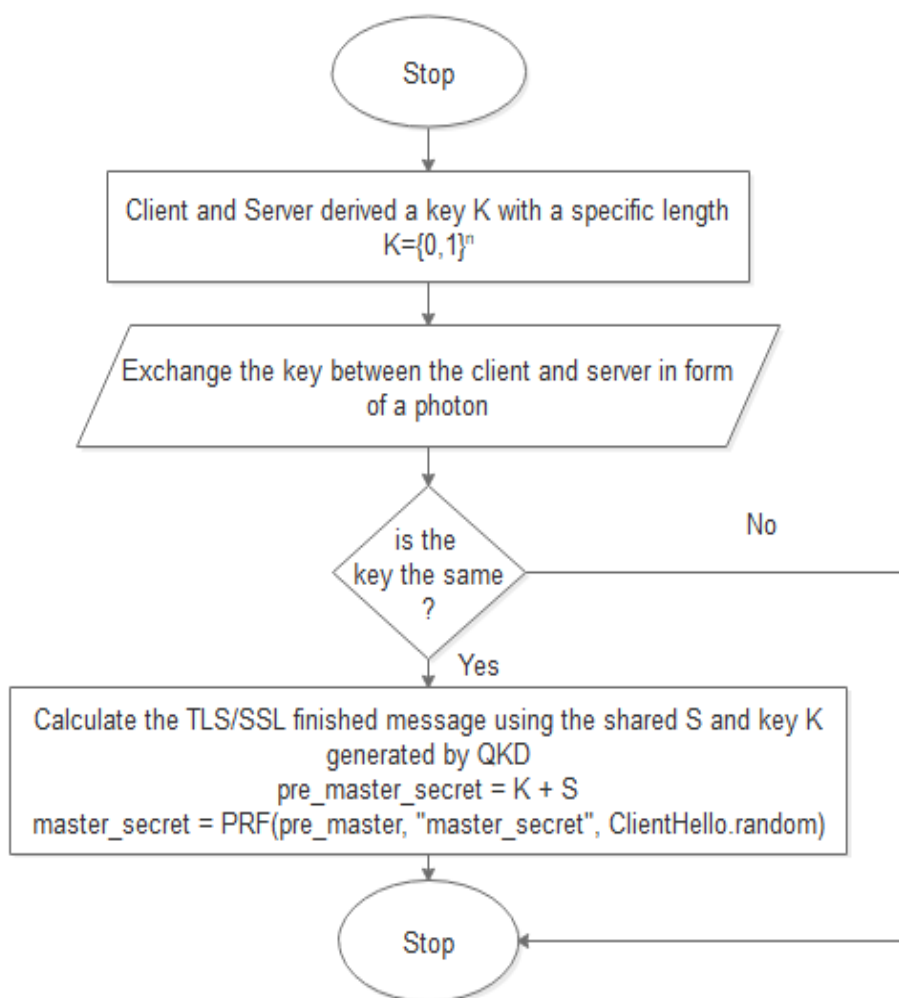 Stop
Client and Server derived a key K with a specific length
K={0,1}ⁿ
Exchange the key between the client and server in form
of a photon
is the
key the same
?
No
Yes
Calculate the TLS/SSL finished message using the shared S and key K
generated by QKD
pre_master_secret = K + S
master_secret = PRF(pre_master, "master_secret", ClientHello.random)
Stop